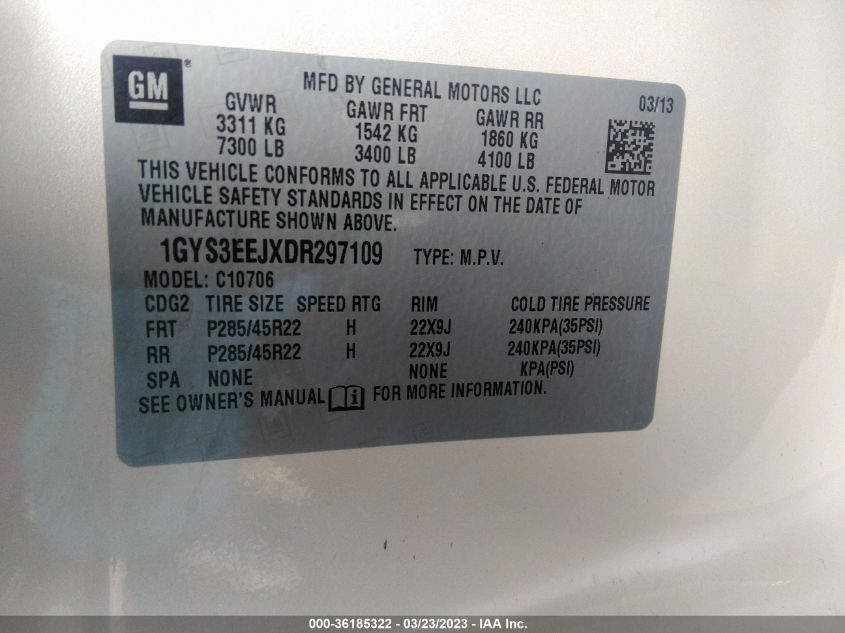 GM ®
MFD BY GENERAL MOTORS LLC
03/13
GVWR GAWR FRT GAWR RR
3311 KG 1542 KG 1860 KG
7300 LB 3400 LB 4100 LB
THIS VEHICLE CONFORMS TO ALL APPLICABLE U.S. FEDERAL MOTOR
VEHICLE SAFETY STANDARDS IN EFFECT ON THE DATE OF
MANUFACTURE SHOWN ABOVE.
1GYS3EEJXDR297109 TYPE: M.P.V.
MODEL: C10706
CDG2 TIRE SIZE SPEED RTG RIM COLD TIRE PRESSURE
FRT P285/45R22 H 22X9J 240KPA(35PSI)
RR P285/45R22 H 22X9J 240KPA(35PSI)
SPA NONE NONE KPA(PSI)
SEE OWNER'S MANUAL i FOR MORE INFORMATION.
000-36185322 - 03/23/2023 - IAA Inc.